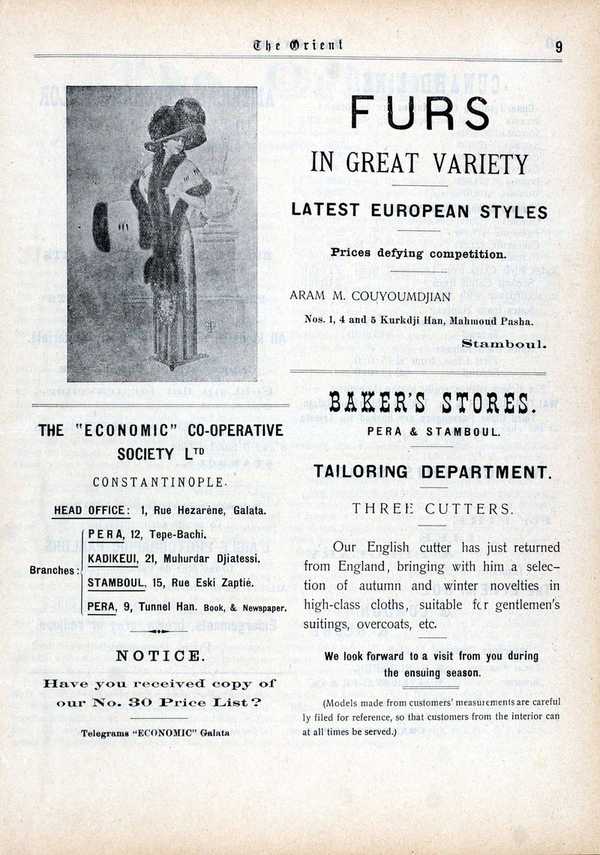 The Orient
9
FURS
IN GREAT VARIETY
LATEST EUROPEAN STYLES
Prices defying competition.
ARAM M. COUYOUMDJIAN
Nos. 1, 4 and 5 Kurkdji Han, Mahmoud Pasha.
Stamboul.
THE "ECONOMIC" CO-OPERATIVE
SOCIETY LTD
CONSTANTINOPLE.
HEAD OFFICE: 1, Rue Hezaréne, Galata.
Branches:
PERA, 12, Tepe-Bachi.
KADIKEUI, 21, Muhurdar Djiatessi.
STAMBOUL, 15, Rue Eski Zaptié.
PERA, 9, Tunnel Han. Book, & Newspaper.
NOTICE.
Have you received copy of
our No. 30 Price List?
Telegrams "ECONOMIC" Galata
BAKER'S STORES.
PERA & STAMBOUL.
TAILORING DEPARTMENT.
THREE CUTTERS.
Our English cutter has just returned
from England, bringing with him a selec-
tion of autumn and winter novelties in
high-class cloths, suitable for gentlemen's
suitings, overcoats, etc.
We look forward to a visit from you during
the ensuing season.
(Models made from customers' measurements are careful
ly filed for reference, so that customers from the interior can
at all times be served.)